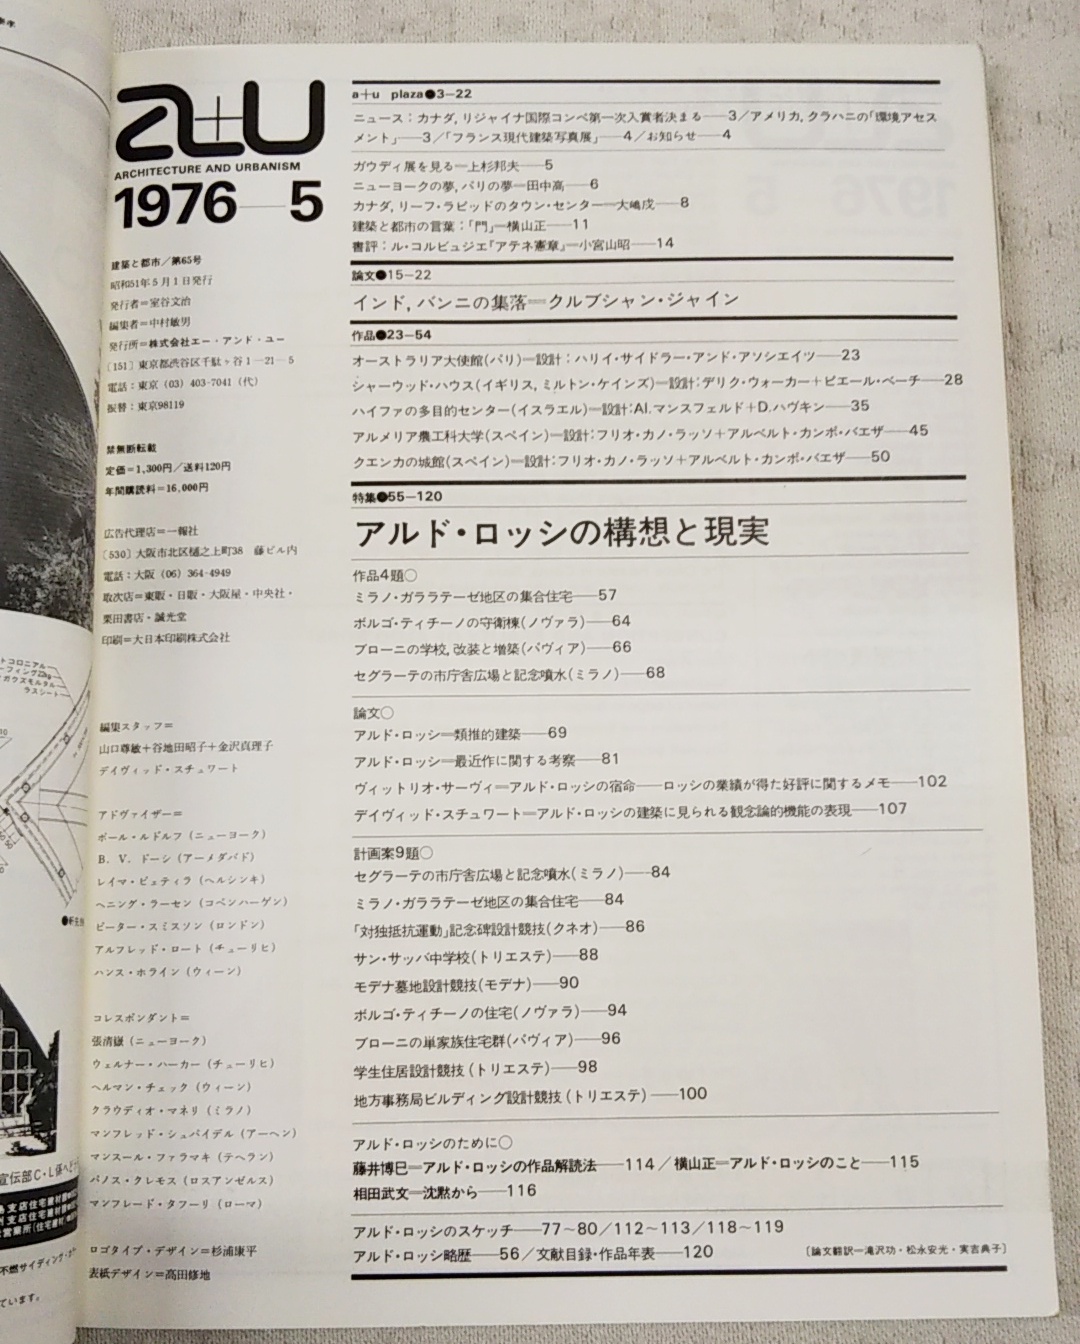 a+u
ARCHITECTURE AND URBANISM
1976—5
建築と都市／第65号
昭和51年5月1日発行
発行者＝室谷文治
編集者＝中村敏男
発行所＝株式会社エー・アンド・ユー
〔151〕東京都渋谷区千駄ヶ谷1—21—5
電話：東京（03）403-7041（代）
振替：東京98119
禁無断転載
定価＝1,300円／送料120円
年間購読料＝16,000円
広告代理店＝一報社
〔530〕大阪市北区樋之上町38　藤ビル内
電話：大阪（06）364-4949
取次店＝東販・日販・大阪屋・中央社・
栗田書店・誠光堂
印刷＝大日本印刷株式会社
編集スタッフ＝
山口尊敏＋谷地田昭子＋金沢真理子
デイヴィッド・スチュワート
アドヴァイザー＝
ポール・ルドルフ（ニューヨーク）
B．V．ドーシ（アーメダバド）
レイマ・ピェティラ（ヘルシンキ）
ヘニング・ラーセン（コペンハーゲン）
ピーター・スミスソン（ロンドン）
アルフレッド・ロート（チューリヒ）
ハンス・ホライン（ウィーン）
コレスポンダント＝
張清嶽（ニューヨーク）
ウェルナー・ハーカー（チューリヒ）
ヘルマン・チェック（ウィーン）
クラウディオ・マネリ（ミラノ）
マンフレッド・シュパイデル（アーヘン）
マンスール・ファラマキ（テヘラン）
パノス・クレモス（ロスアンゼルス）
マンフレード・タフーリ（ローマ）
ロゴタイプ・デザイン＝杉浦康平
表紙デザイン＝高田修地
a+u plaza●3—22
ニュース：カナダ，リジャイナ国際コンペ第一次入賞者決まる——3／アメリカ，クラハニの「環境アセス
メント」——3／「フランス現代建築写真展」——4／お知らせ——4
ガウディ展を見る＝上杉邦夫——5
ニューヨークの夢，パリの夢＝田中高——6
カナダ，リーフ・ラピッドのタウン・センター＝大嶋戌——8
建築と都市の言葉：「門」＝横山正——11
書評：ル・コルビュジエ「アテネ憲章」＝小宮山昭——14
論文●15—22
インド，バンニの集落＝クルブシャン・ジャイン
作品●23—54
オーストラリア大使館（パリ）＝設計：ハリイ・サイドラー・アンド・アソシエイツ——23
シャーウッド・ハウス（イギリス，ミルトン・ケインズ）＝設計：デリク・ウォーカー＋ピエール・ベーチ——28
ハイファの多目的センター（イスラエル）＝設計：Al.マンスフェルド＋D.ハヴキン——35
アルメリア農工科大学（スペイン）＝設計：フリオ・カノ・ラッソ＋アルベルト・カンポ・バエザ——45
クエンカの城館（スペイン）＝設計：フリオ・カノ・ラッソ＋アルベルト・カンポ・バエザ——50
特集●55—120
アルド・ロッシの構想と現実
作品4題○
ミラノ・ガララテーゼ地区の集合住宅——57
ボルゴ・ティチーノの守衛棟（ノヴァラ）——64
ブローニの学校，改装と増築（パヴィア）——66
セグラーテの市庁舎広場と記念噴水（ミラノ）——68
論文○
アルド・ロッシ＝類推的建築——69
アルド・ロッシ＝最近作に関する考察——81
ヴィットリオ・サーヴィ＝アルド・ロッシの宿命——ロッシの業績が得た好評に関するメモ——102
デイヴィッド・スチュワート＝アルド・ロッシの建築に見られる観念論的機能の表現——107
計画案9題○
セグラーテの市庁舎広場と記念噴水（ミラノ）——84
ミラノ・ガララテーゼ地区の集合住宅——84
「対独抵抗運動」記念碑設計競技（クネオ）——86
サン・サッバ中学校（トリエステ）——88
モデナ墓地設計競技（モデナ）——90
ボルゴ・ティチーノの住宅（ノヴァラ）——94
ブローニの単家族住宅群（パヴィア）——96
学生住居設計競技（トリエステ）——98
地方事務局ビルディング設計競技（トリエステ）——100
アルド・ロッシのために○
藤井博巳＝アルド・ロッシの作品解読法——114／横山正＝アルド・ロッシのこと——115
相田武文＝沈黙から——116
アルド・ロッシのスケッチ——77〜80／112〜113／118〜119
アルド・ロッシ略歴——56／文献目録・作品年表——120
〔論文翻訳＝滝沢功・松永安光・実吉典子〕